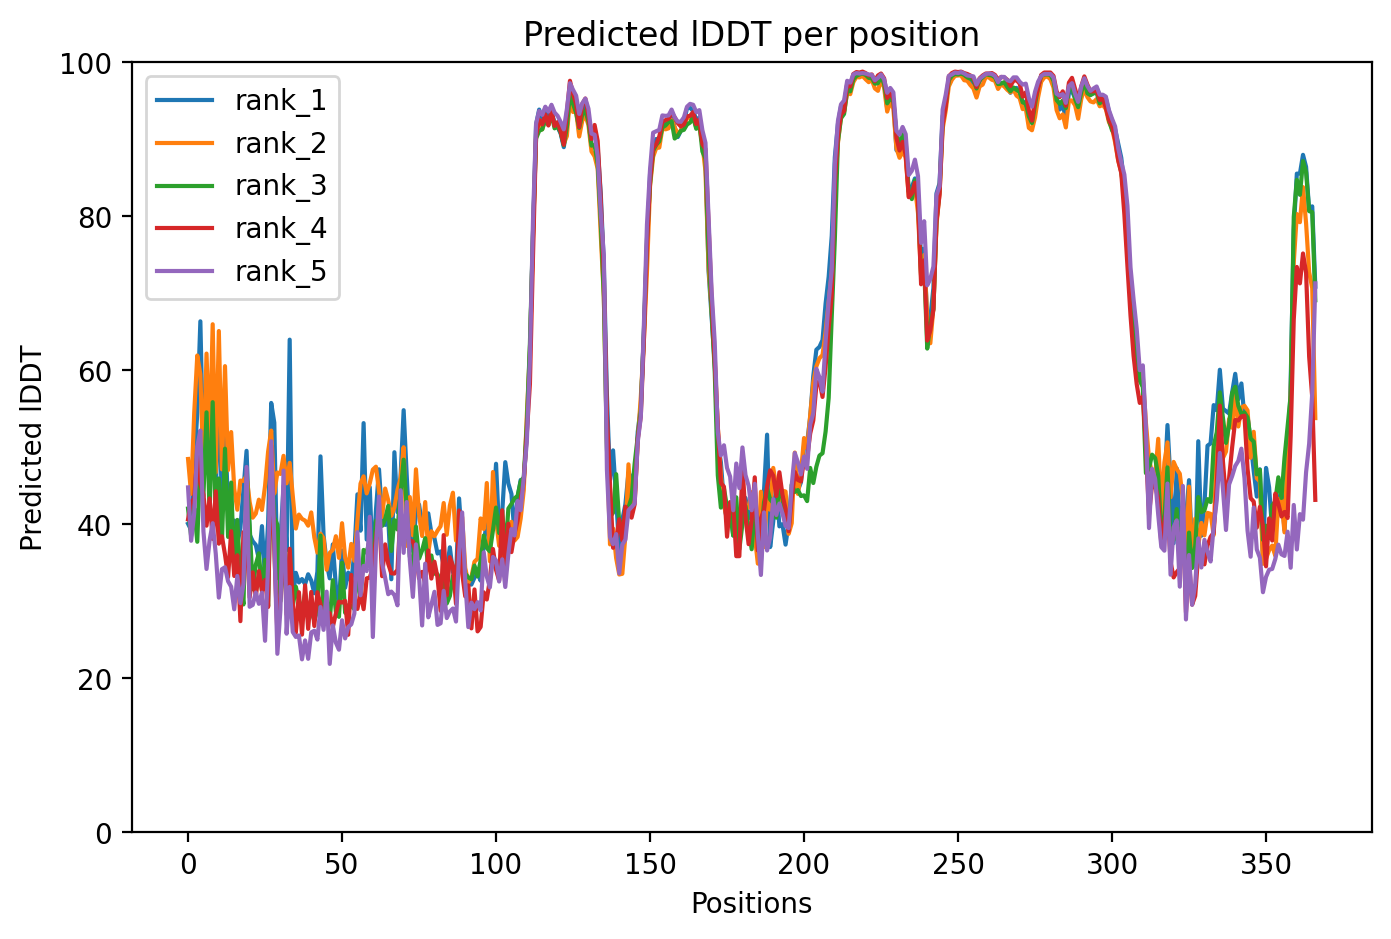 Predicted lDDT per position
100
80
60
40
20
0
Predicted lDDT
rank_1
rank_2
rank_3
rank_4
rank_5
0 50 100 150 200 250 300 350
Positions